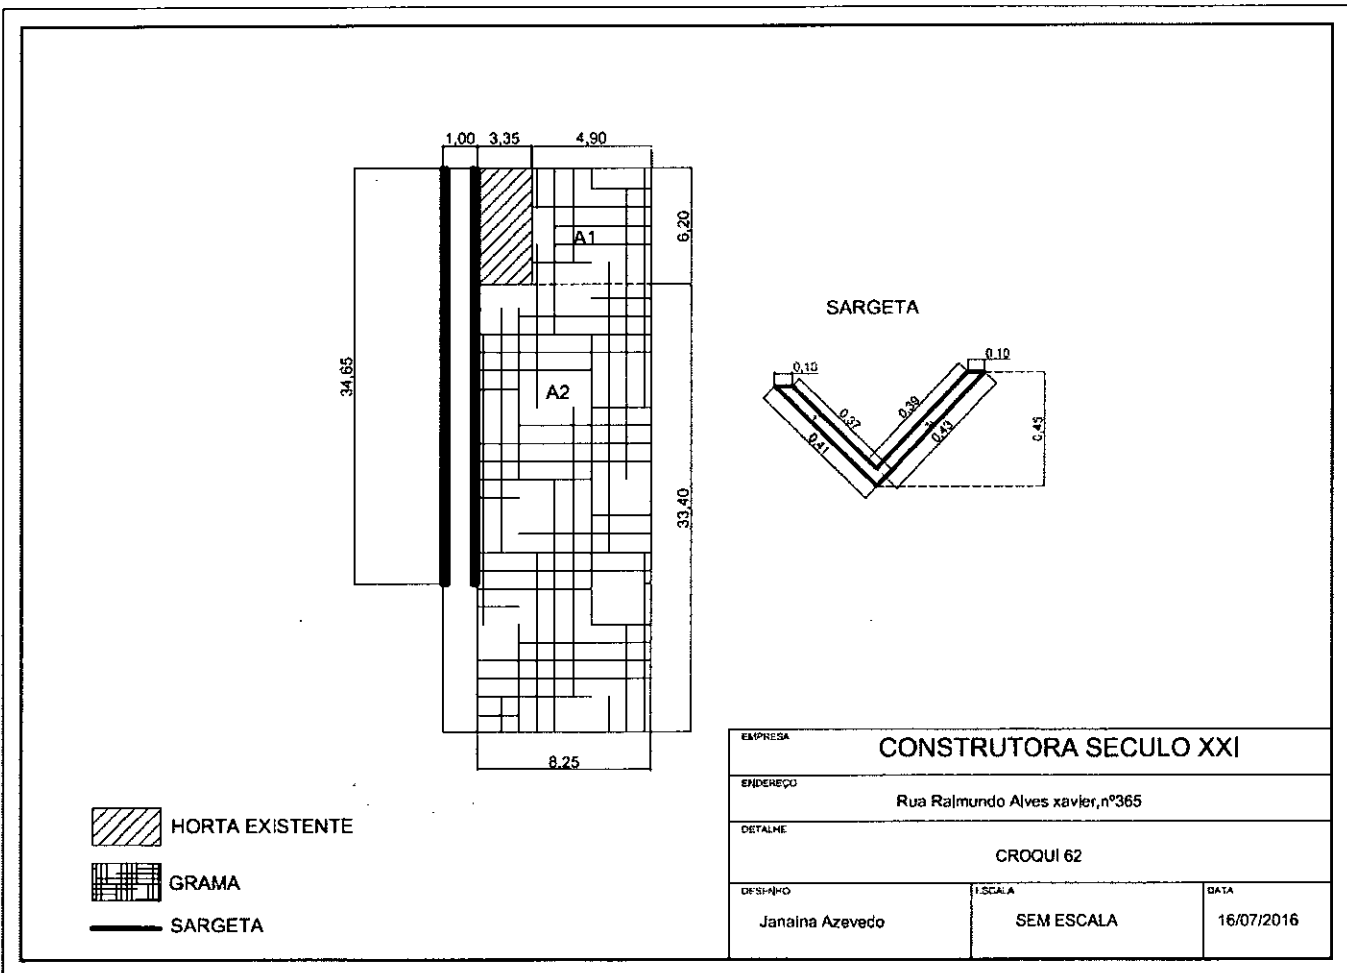 1,00 3,35 4,90
6,20
A1
34,65
A2
33,40
8,25
SARGETA
0,10
0,10
0,37
0,39
0,41
0,43
0,45
HORTA EXISTENTE
GRAMA
SARGETA
EMPRESA
CONSTRUTORA SECULO XXI
ENDEREÇO
Rua Raimundo Alves xavier,nº365
DETALHE
CROQUI 62
DESENHO
Janaina Azevedo
ESCALA
SEM ESCALA
DATA
16/07/2016